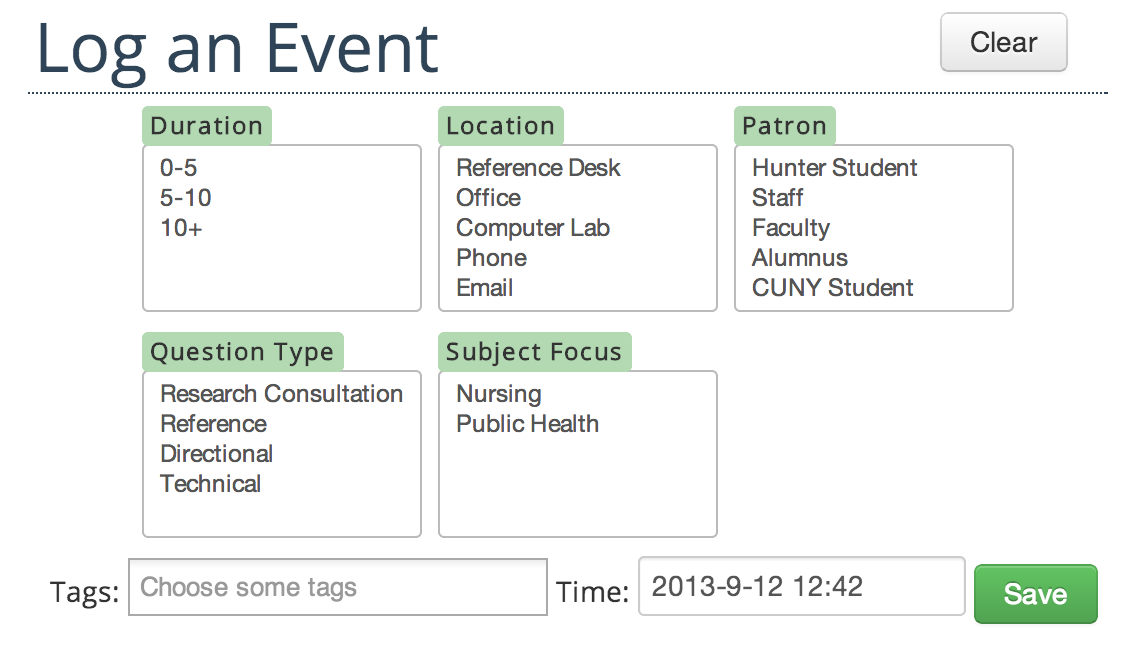 Log an Event
Clear
Duration
0-5
5-10
10+
Location
Reference Desk
Office
Computer Lab
Phone
Email
Patron
Hunter Student
Staff
Faculty
Alumnus
CUNY Student
Question Type
Research Consultation
Reference
Directional
Technical
Subject Focus
Nursing
Public Health
Tags: Choose some tags Time: 2013-9-12 12:42 Save